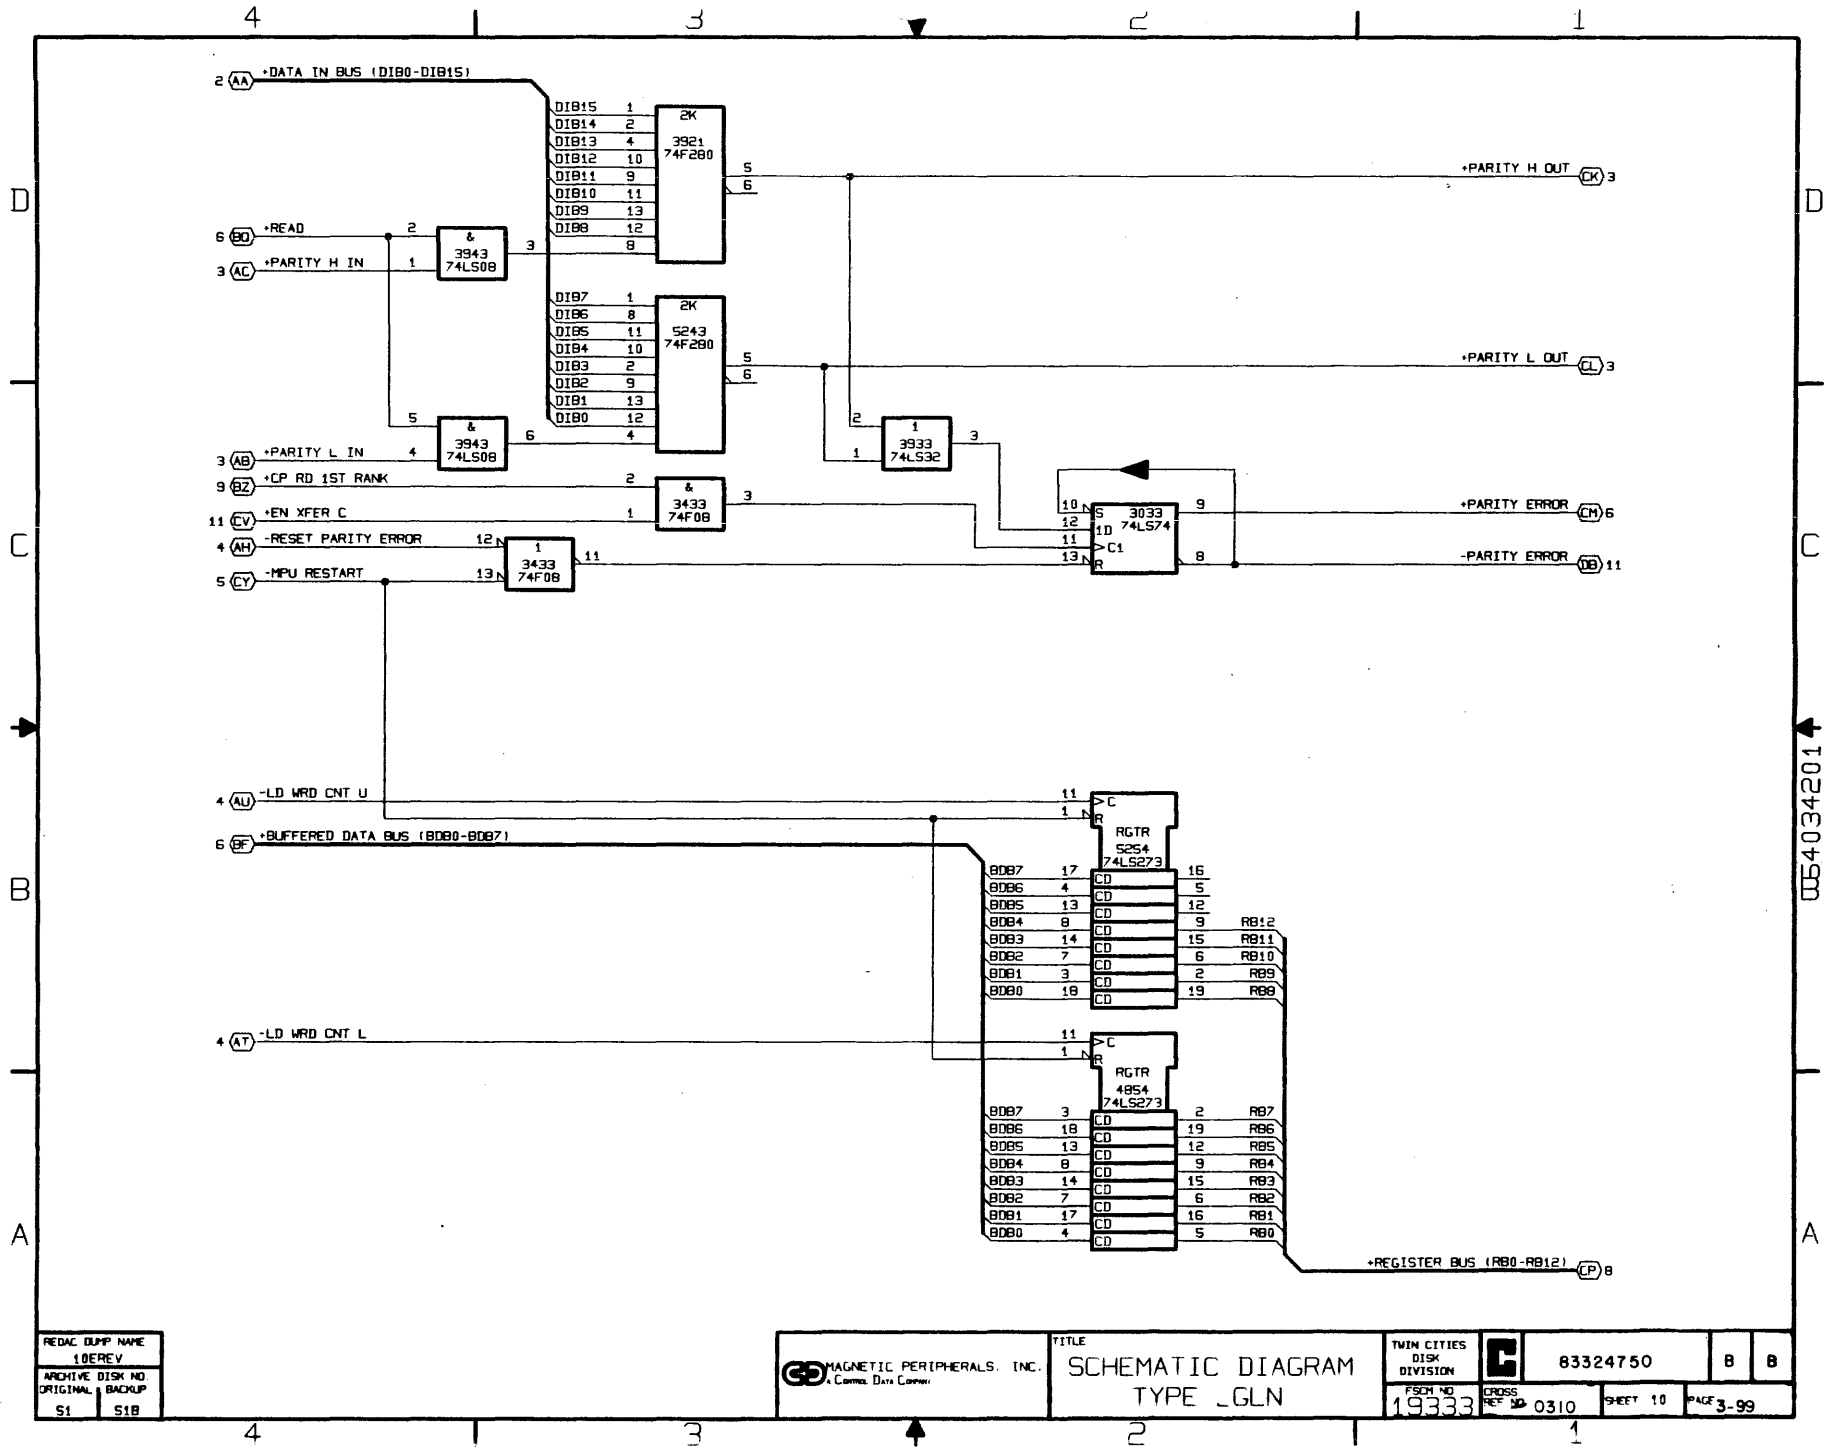 4 3 2 1
2 AA +DATA IN BUS (DIB0-DIB15)
DIB15 1
DIB14 2
DIB13 4
DIB12 10
DIB11 9
DIB10 11
DIB9 13
DIB8 12
8
2K
3921
74F280
5
6
+PARITY H OUT CK 3
D D
6 BQ +READ 2
3 AC +PARITY H IN 1
&
3943
74LS08
3
DIB7 1
DIB6 8
DIB5 11
DIB4 10
DIB3 2
DIB2 9
DIB1 13
DIB0 12
4
2K
5243
74F280
5
6
+PARITY L OUT CL 3
5
3 AB +PARITY L IN 4
&
3943
74LS08
6
2
1
1
3933
74LS32
3
9 BZ +CP RD 1ST RANK 2
11 CV +EN XFER C 1
&
3433
74F08
3
4 AH -RESET PARITY ERROR 12
5 CY -MPU RESTART 13
1
3433
74F08
11
10 S 3033 9
12 1D 74LS74
11 C1
13 R 8
+PARITY ERROR CM 6
-PARITY ERROR DB 11
C C
4 AU -LD WRD CNT U 11 C
1 R
RGTR
5254
74LS273
6 BF +BUFFERED DATA BUS (BDB0-BDB7)
BDB7 17 CD 16
BDB6 4 CD 5
BDB5 13 CD 12
BDB4 8 CD 9 RB12
BDB3 14 CD 15 RB11
BDB2 7 CD 6 RB10
BDB1 3 CD 2 RB9
BDB0 18 CD 19 RB8
B B
B64034201
4 AT -LD WRD CNT L 11 C
1 R
RGTR
4854
74LS273
BDB7 3 CD 2 RB7
BDB6 18 CD 19 RB6
BDB5 13 CD 12 RB5
BDB4 8 CD 9 RB4
BDB3 14 CD 15 RB3
BDB2 7 CD 6 RB2
BDB1 17 CD 16 RB1
BDB0 4 CD 5 RB0
A A
+REGISTER BUS (RB0-RB12) CP 8
REDAC DUMP NAME
10EREV
ARCHIVE DISK NO.
ORIGINAL BACKUP
S1 S1B
MAGNETIC PERIPHERALS, INC.
A Control Data Company
TITLE
SCHEMATIC DIAGRAM
TYPE _GLN
TWIN CITIES
DISK
DIVISION
83324750 B B
FSCM NO
19333
CROSS
REF NO. 0310
SHEET 10
PAGE 3-99
4 3 2 1